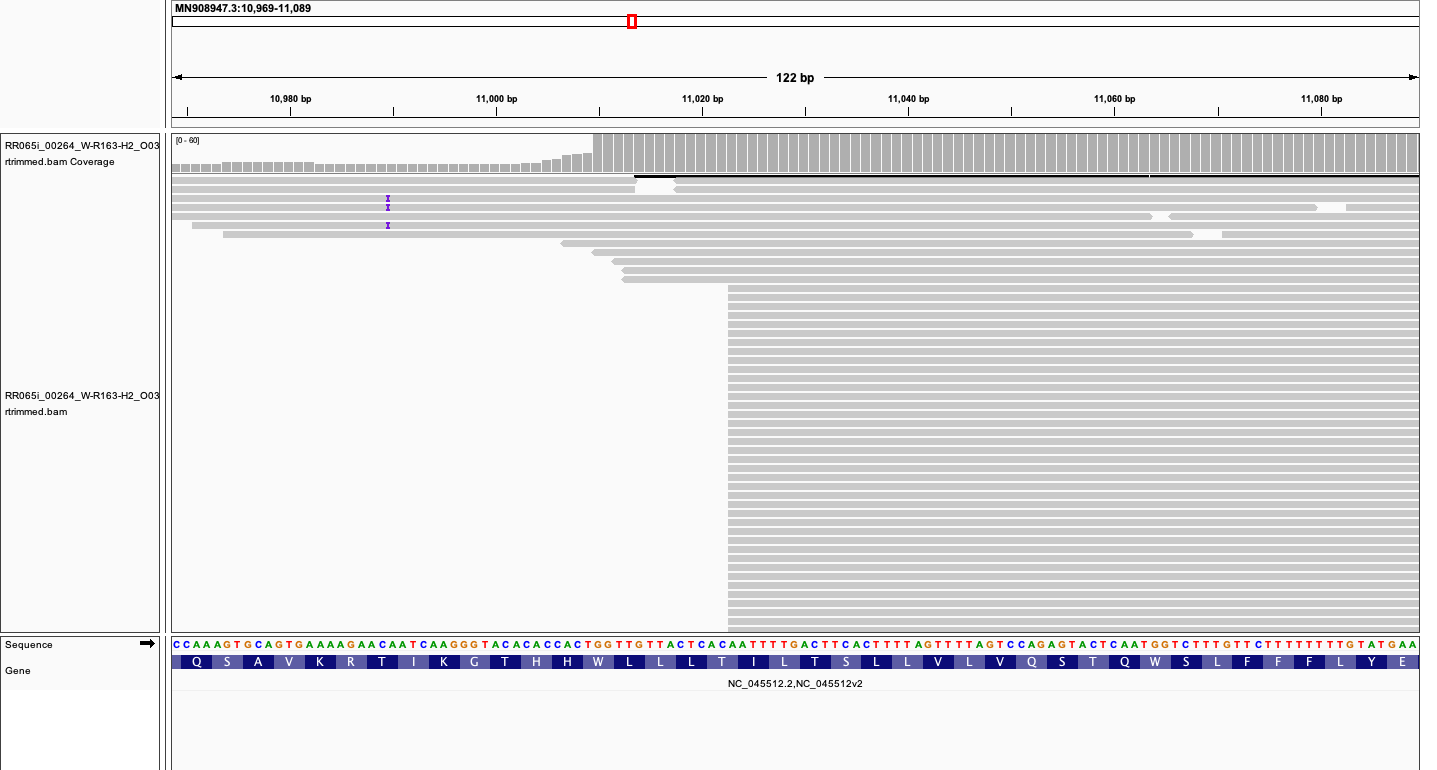 MN908947.3:10,969-11,089
122 bp
10,980 bp 11,000 bp 11,020 bp 11,040 bp 11,060 bp 11,080 bp
RR065i_00264_W-R163-H2_O03
rtrimmed.bam Coverage
[0 - 60]
RR065i_00264_W-R163-H2_O03
rtrimmed.bam
Sequence
CCAAAGTGCAGTGAAAAGAACAATCAAGGGTACACACCACTGGTTGTTACTCACAATTTTGACTTCACTTTTAGTTTTAGTCCAGAGTACTCAATGGTCTTTGTTCTTTTTTTTGTATGAA
Gene
Q S A V K R T I K G T H H W L L L T I L T S L L V L V Q S T Q W S L F F F L Y E
NC_045512.2,NC_045512v2